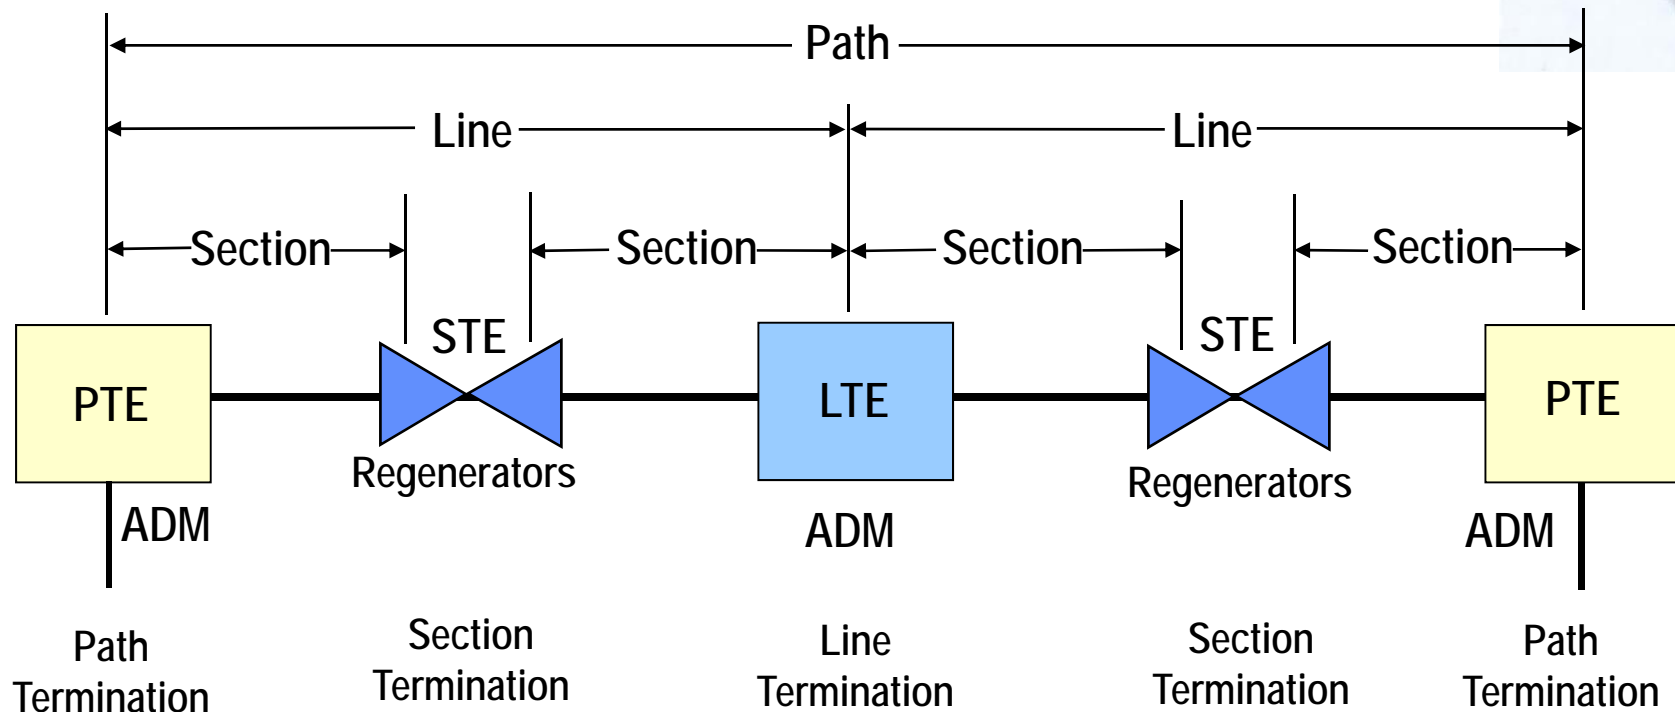 Path
Line
Line
Section
Section
Section
Section
STE
STE
PTE
LTE
PTE
Regenerators
Regenerators
ADM
ADM
ADM
Path
Termination
Section
Termination
Line
Termination
Section
Termination
Path
Termination